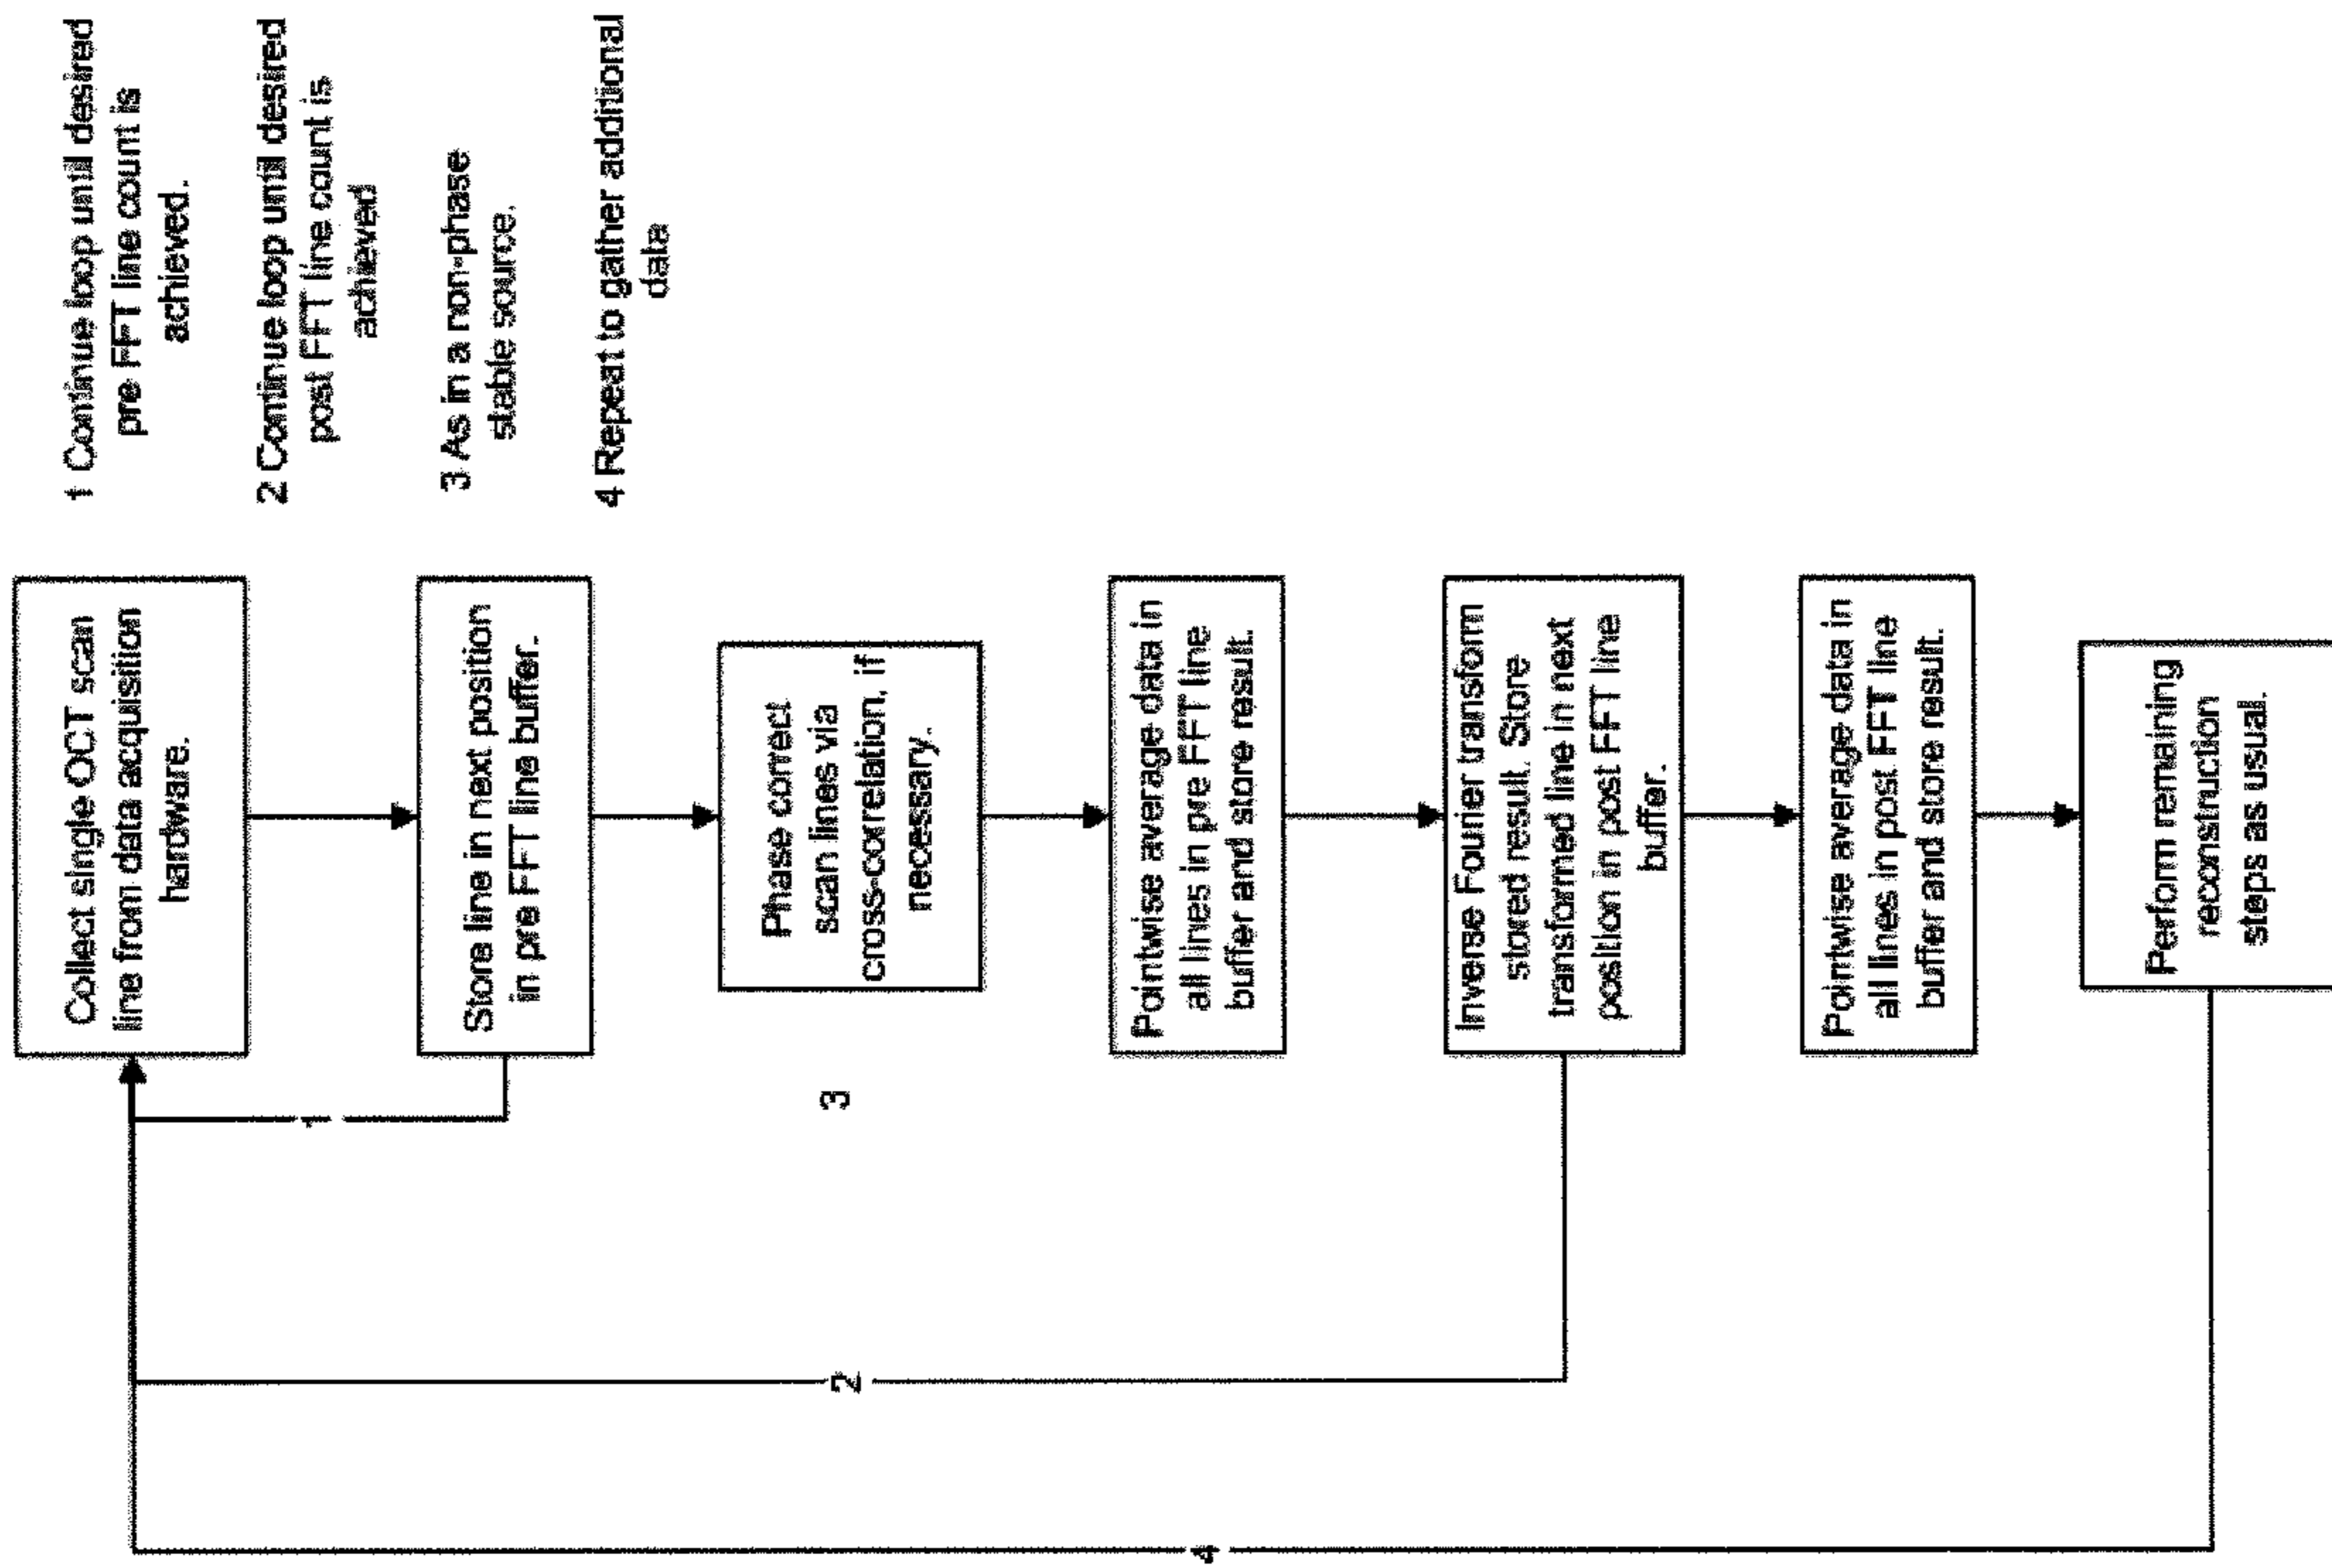 Collect single OCT scan
line from data acquisition
hardware.
Store line in next position
in pre FFT line buffer.
Phase correct
scan lines via
cross-correlation, if
necessary.
Pointwise average data in
all lines in pre FFT line
buffer and store result.
Inverse Fourier transform
stored result. Store
transformed line in next
position in post FFT line
buffer.
Pointwise average data in
all lines in post FFT line
buffer and store result.
Perform remaining
reconstruction
steps as usual.
1
2
3
4
1 Continue loop until desired
pre FFT line count is
achieved.
2 Continue loop until desired
post FFT line count is
achieved
3 As in a non-phase
stable source.
4 Repeat to gather additional
data